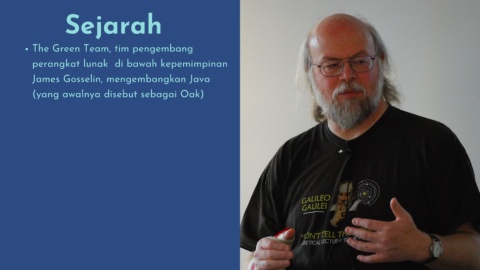 Sejarah
• The Green Team, tim pengembang
perangkat lunak di bawah kepemimpinan
James Gosselin, mengembangkan Java
(yang awalnya disebut sebagai Oak)
GALILEO
GALILEI